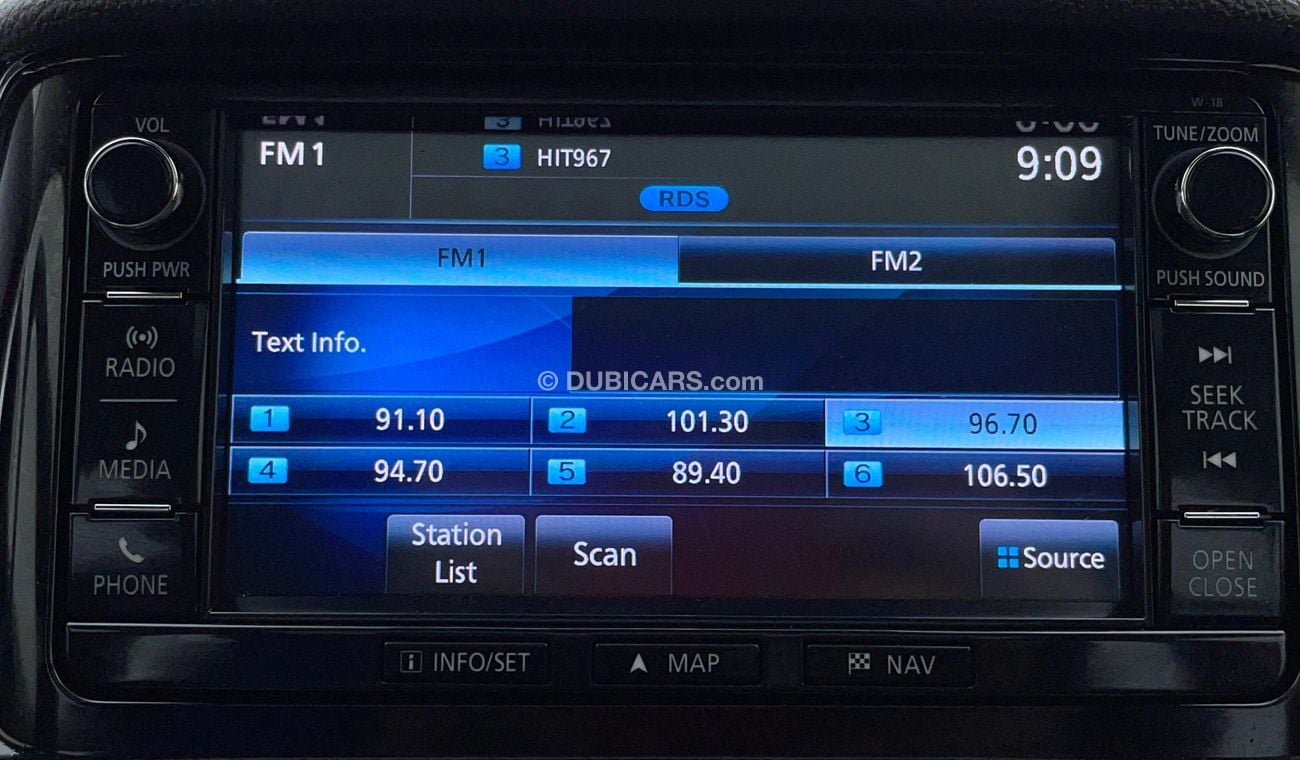 W-18
VOL
TUNE/ZOOM
FM1
3 HIT967
9:09
RDS
PUSH PWR
PUSH SOUND
FM1
FM2
Text Info.
RADIO
© DUBICARS.com
SEEK
TRACK
1 91.10
2 101.30
3 96.70
4 94.70
5 89.40
6 106.50
MEDIA
Station
List
Scan
Source
PHONE
OPEN
CLOSE
i INFO/SET
MAP
NAV